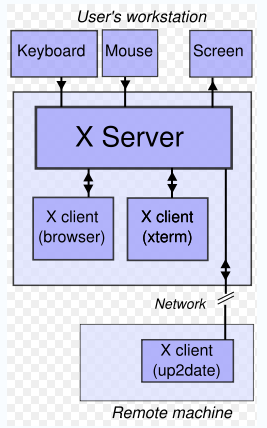 User's workstation
Keyboard Mouse Screen
X Server
X client X client
(browser) (xterm)
Network
X client
(up2date)
Remote machine